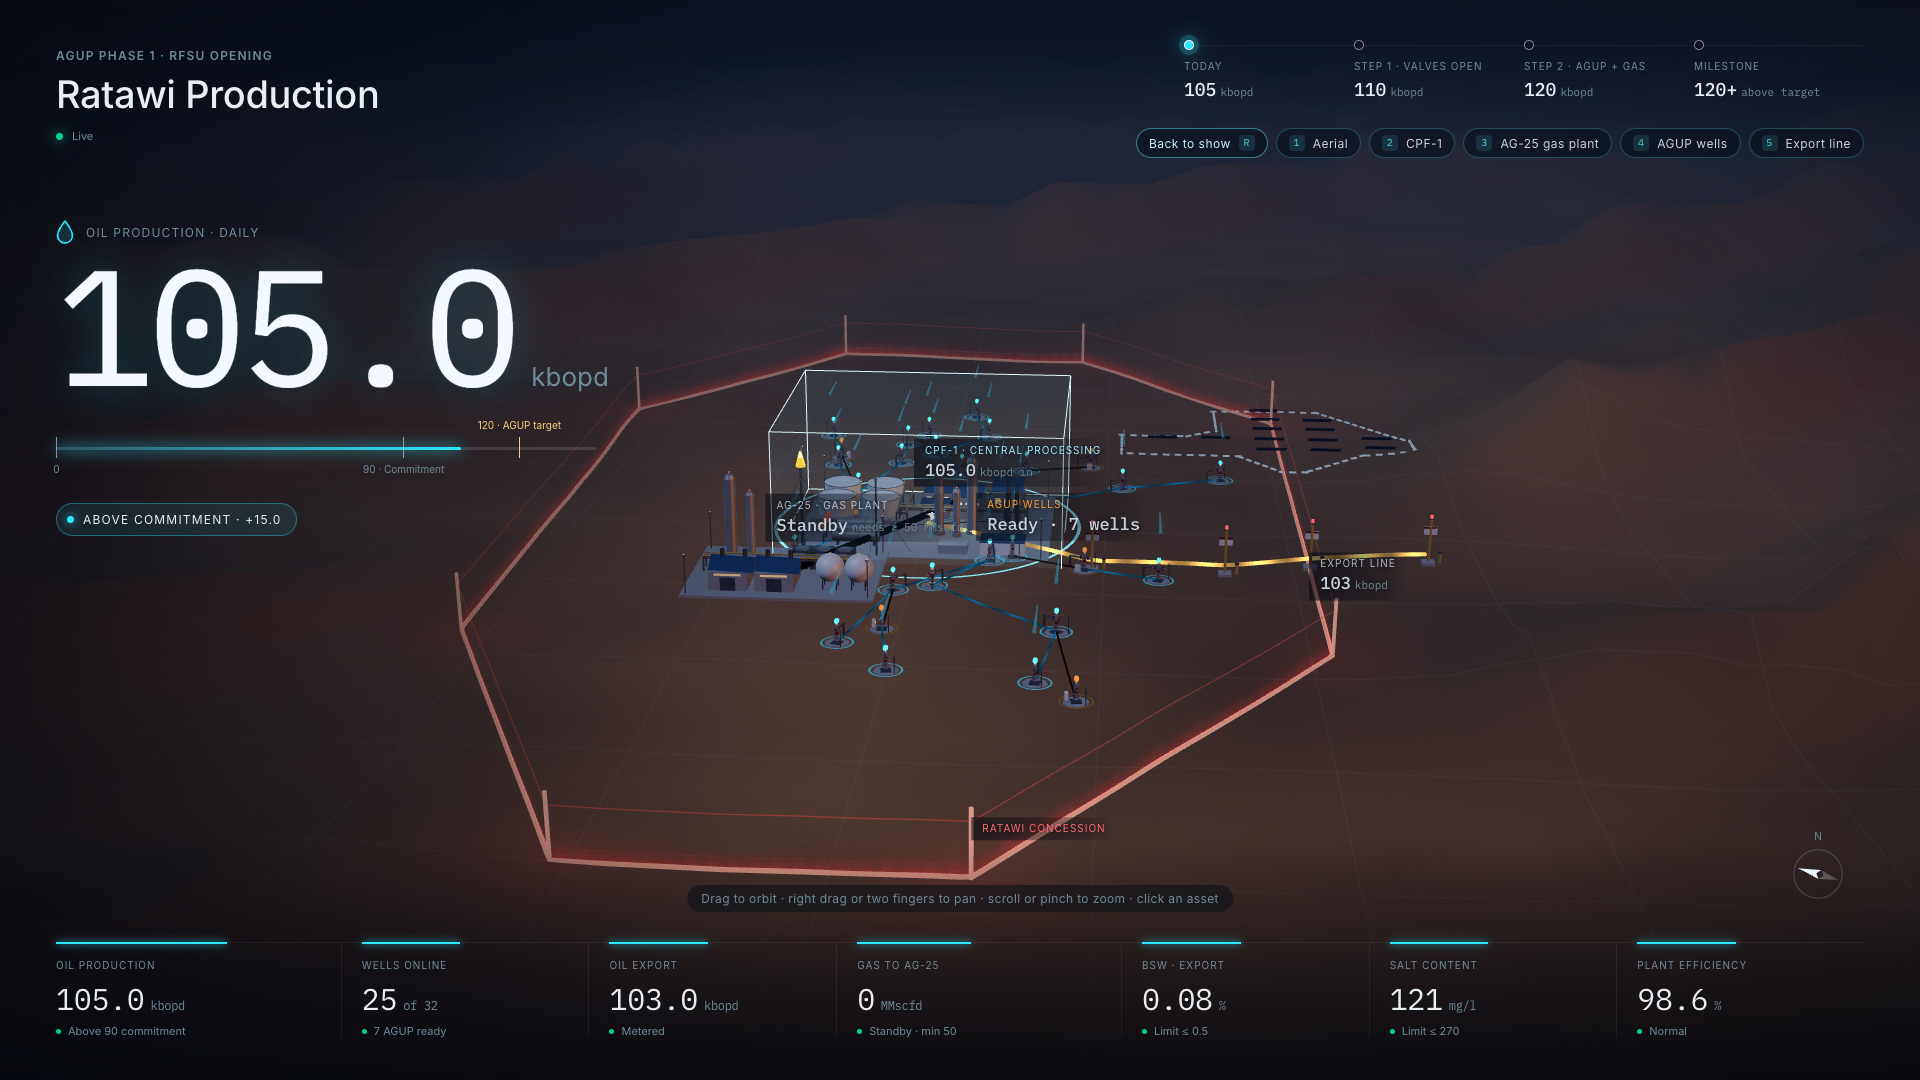 AGUP PHASE 1 · RFSU OPENING
Ratawi Production
Live
TODAY
105 kbopd
STEP 1 · VALVES OPEN
110 kbopd
STEP 2 · AGUP + GAS
120 kbopd
MILESTONE
120+ above target
Back to show R
1 Aerial
2 CPF-1
3 AG-25 gas plant
4 AGUP wells
5 Export line
OIL PRODUCTION · DAILY
105.0 kbopd
120 · AGUP target
0
90 · Commitment
ABOVE COMMITMENT · +15.0
CPF-1 · CENTRAL PROCESSING
105.0 kbopd in
AG-25 · GAS PLANT
Standby needs ≥ 50
AGUP WELLS
Ready · 7 wells
EXPORT LINE
103 kbopd
RATAWI CONCESSION
N
Drag to orbit · right drag or two fingers to pan · scroll or pinch to zoom · click an asset
OIL PRODUCTION
105.0 kbopd
Above 90 commitment
WELLS ONLINE
25 of 32
7 AGUP ready
OIL EXPORT
103.0 kbopd
Metered
GAS TO AG-25
0 MMscfd
Standby · min 50
BSW · EXPORT
0.08 %
Limit ≤ 0.5
SALT CONTENT
121 mg/l
Limit ≤ 270
PLANT EFFICIENCY
98.6 %
Normal